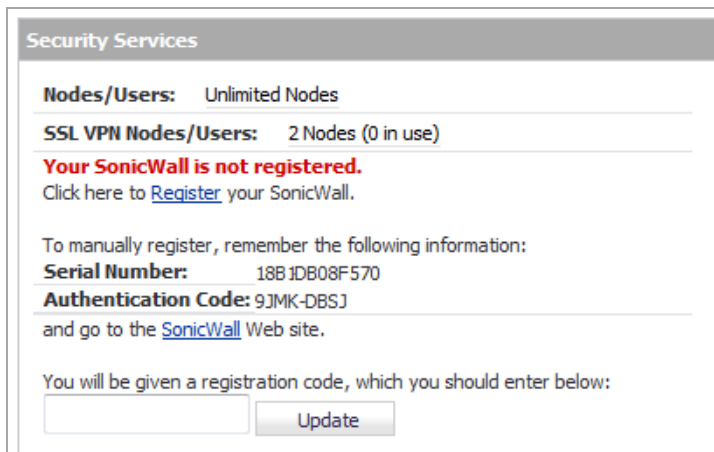 Security Services
Nodes/Users: Unlimited Nodes
SSL VPN Nodes/Users: 2 Nodes (0 in use)
Your SonicWall is not registered.
Click here to Register your SonicWall.
To manually register, remember the following information:
Serial Number: 18B1DB08F570
Authentication Code: 9JMK-DBSJ
and go to the SonicWall Web site.
You will be given a registration code, which you should enter below:
Update